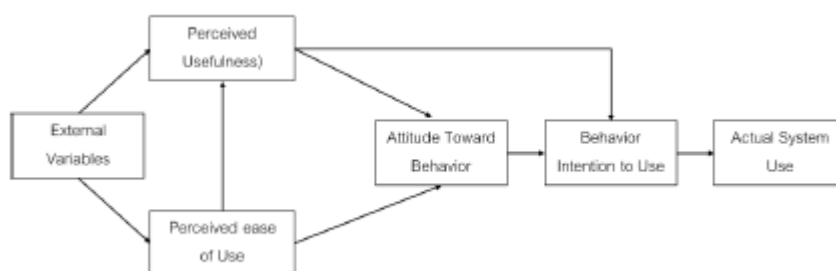 Perceived
Usefulness)
External
Variables
Attitude Toward
Behavior
Behavior
Intention to Use
Actual System
Use
Perceived ease
of Use